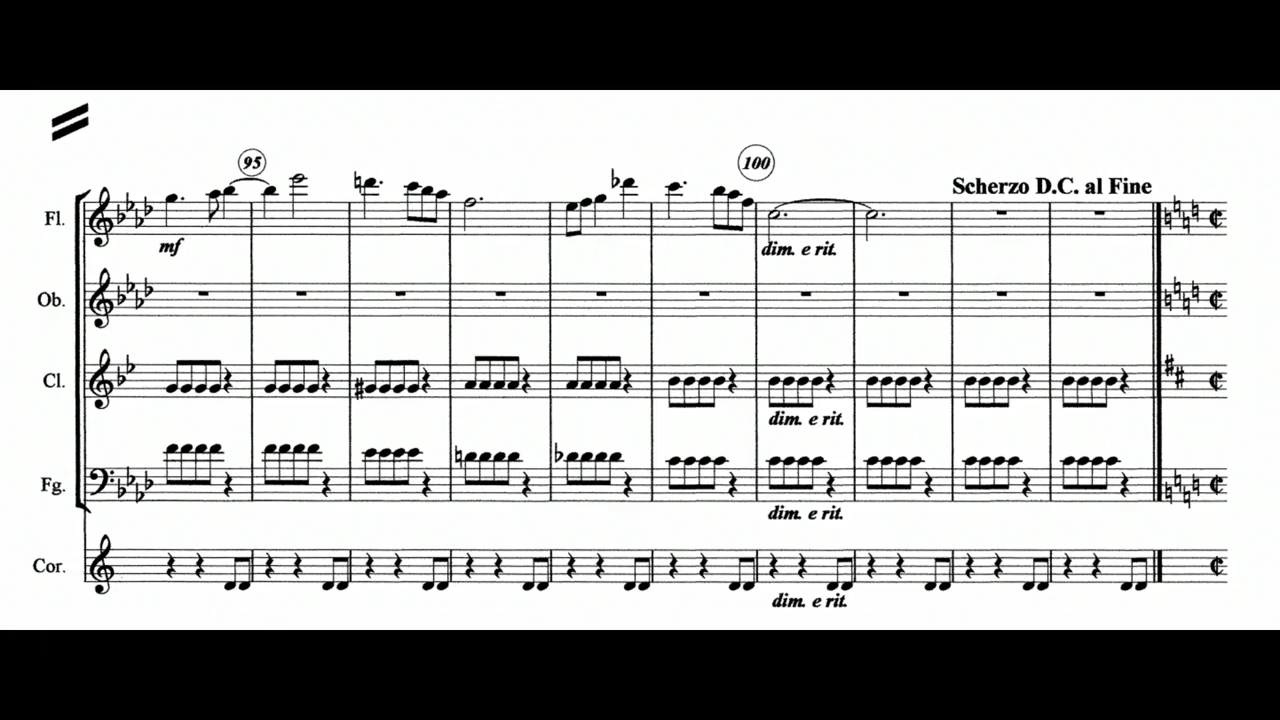 95
100
Scherzo D.C. al Fine
Fl.
mf
dim. e rit.
Ob.
Cl.
dim. e rit.
Fg.
dim. e rit.
Cor.
dim. e rit.